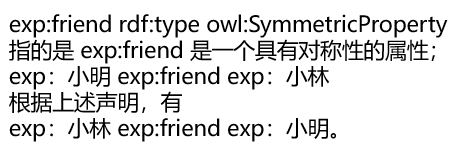 exp:friend rdf:type owl:SymmetricProperty
指的是 exp:friend 是一个具有对称性的属性；
exp：小明 exp:friend exp：小林
根据上述声明，有
exp：小林 exp:friend exp：小明。